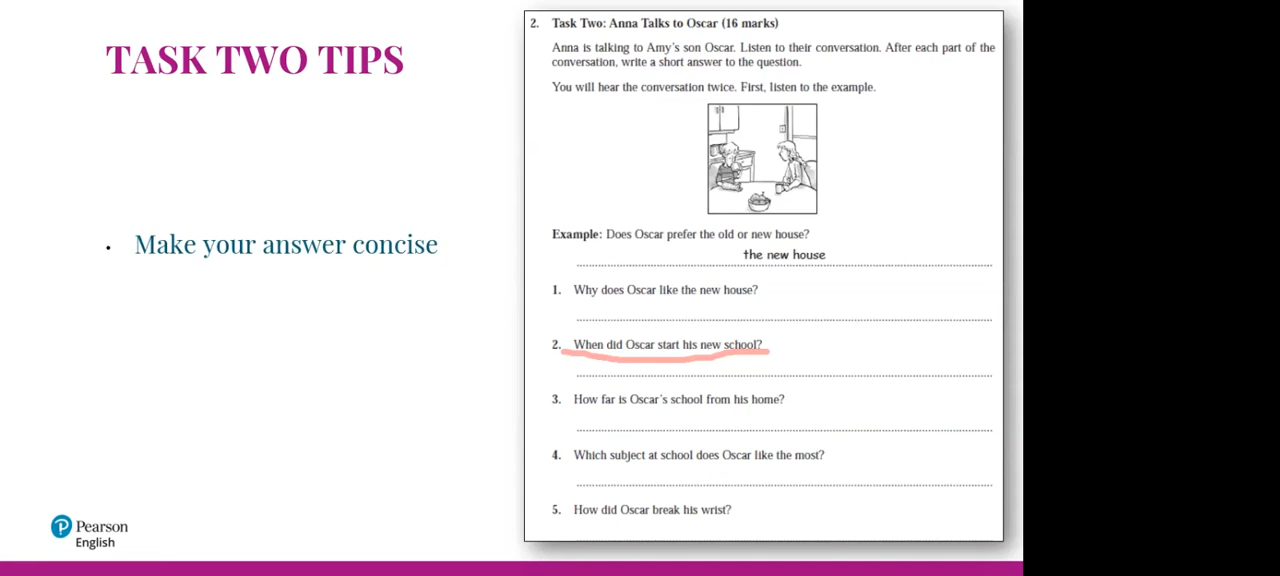 TASK TWO TIPS
• Make your answer concise
Pearson
English
2. Task Two: Anna Talks to Oscar (16 marks)
Anna is talking to Amy's son Oscar. Listen to their conversation. After each part of the
conversation, write a short answer to the question.
You will hear the conversation twice. First, listen to the example.
Example: Does Oscar prefer the old or new house?
the new house
1. Why does Oscar like the new house?
2. When did Oscar start his new school?
3. How far is Oscar's school from his home?
4. Which subject at school does Oscar like the most?
5. How did Oscar break his wrist?